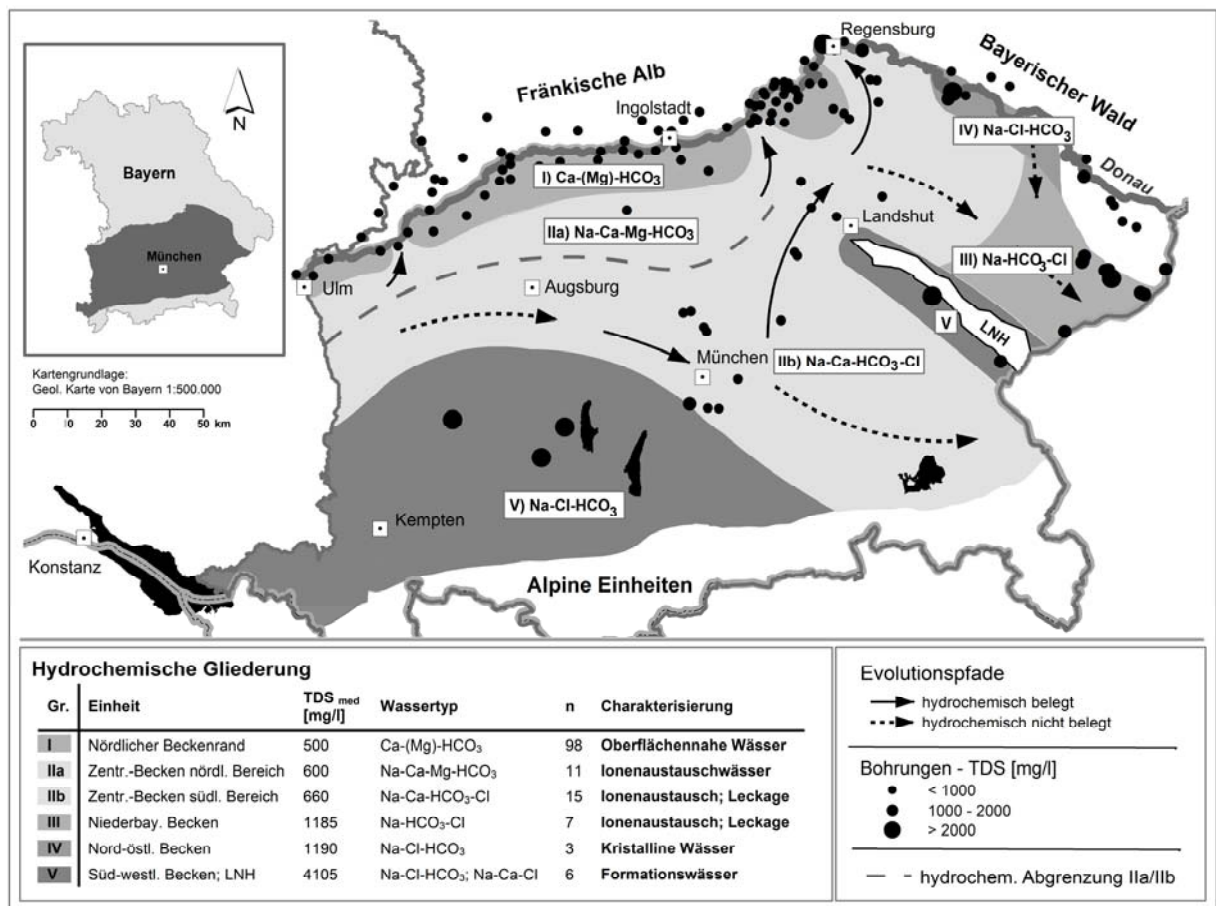 Regensburg
Bayerischer Wald
Fränkische Alb
Ingolstadt
N
IV) Na-Cl-HCO₃
Bayern
Donau
I) Ca-(Mg)-HCO₃
Landshut
IIa) Na-Ca-Mg-HCO₃
München
III) Na-HCO₃-Cl
Ulm
Augsburg
V
LNH
Kartengrundlage:
Geol. Karte von Bayern 1:500.000
München
IIb) Na-Ca-HCO₃-Cl
0 10 20 30 40 50 km
V) Na-Cl-HCO₃
Kempten
Konstanz
Alpine Einheiten
Hydrochemische Gliederung
Gr. Einheit TDS med [mg/l] Wassertyp n Charakterisierung
I Nördlicher Beckenrand 500 Ca-(Mg)-HCO₃ 98 Oberflächennahe Wässer
IIa Zentr.-Becken nördl. Bereich 600 Na-Ca-Mg-HCO₃ 11 Ionenaustauschwässer
IIb Zentr.-Becken südl. Bereich 660 Na-Ca-HCO₃-Cl 15 Ionenaustausch; Leckage
III Niederbay. Becken 1185 Na-HCO₃-Cl 7 Ionenaustausch; Leckage
IV Nord-östl. Becken 1190 Na-Cl-HCO₃ 3 Kristalline Wässer
V Süd-westl. Becken; LNH 4105 Na-Cl-HCO₃; Na-Ca-Cl 6 Formationswässer
Evolutionspfade
hydrochemisch belegt
hydrochemisch nicht belegt
Bohrungen - TDS [mg/l]
< 1000
1000 - 2000
> 2000
hydrochem. Abgrenzung IIa/IIb